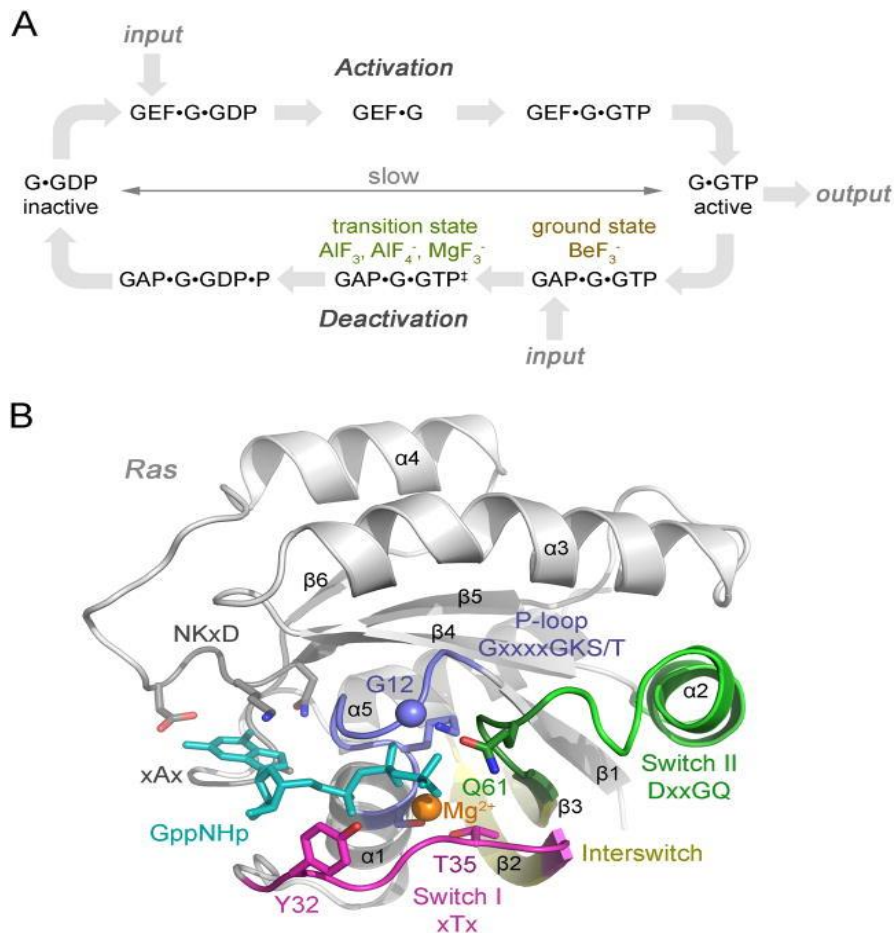 A
input
Activation
GEF•G•GDP
GEF•G
GEF•G•GTP
G•GDP
inactive
slow
G•GTP
active
output
transition state
AlF3, AlF4-, MgF3-
ground state
BeF3-
GAP•G•GDP•P
GAP•G•GTP‡
GAP•G•GTP
Deactivation
input
B
Ras
α4
α3
β6
β5
β4
P-loop
GxxxxGKS/T
NKxD
G12
α5
α2
xAx
β1
Switch II
DxxGQ
Q61
Mg2+
β3
GppNHp
α1
T35
β2
Interswitch
Y32
Switch I
xTx